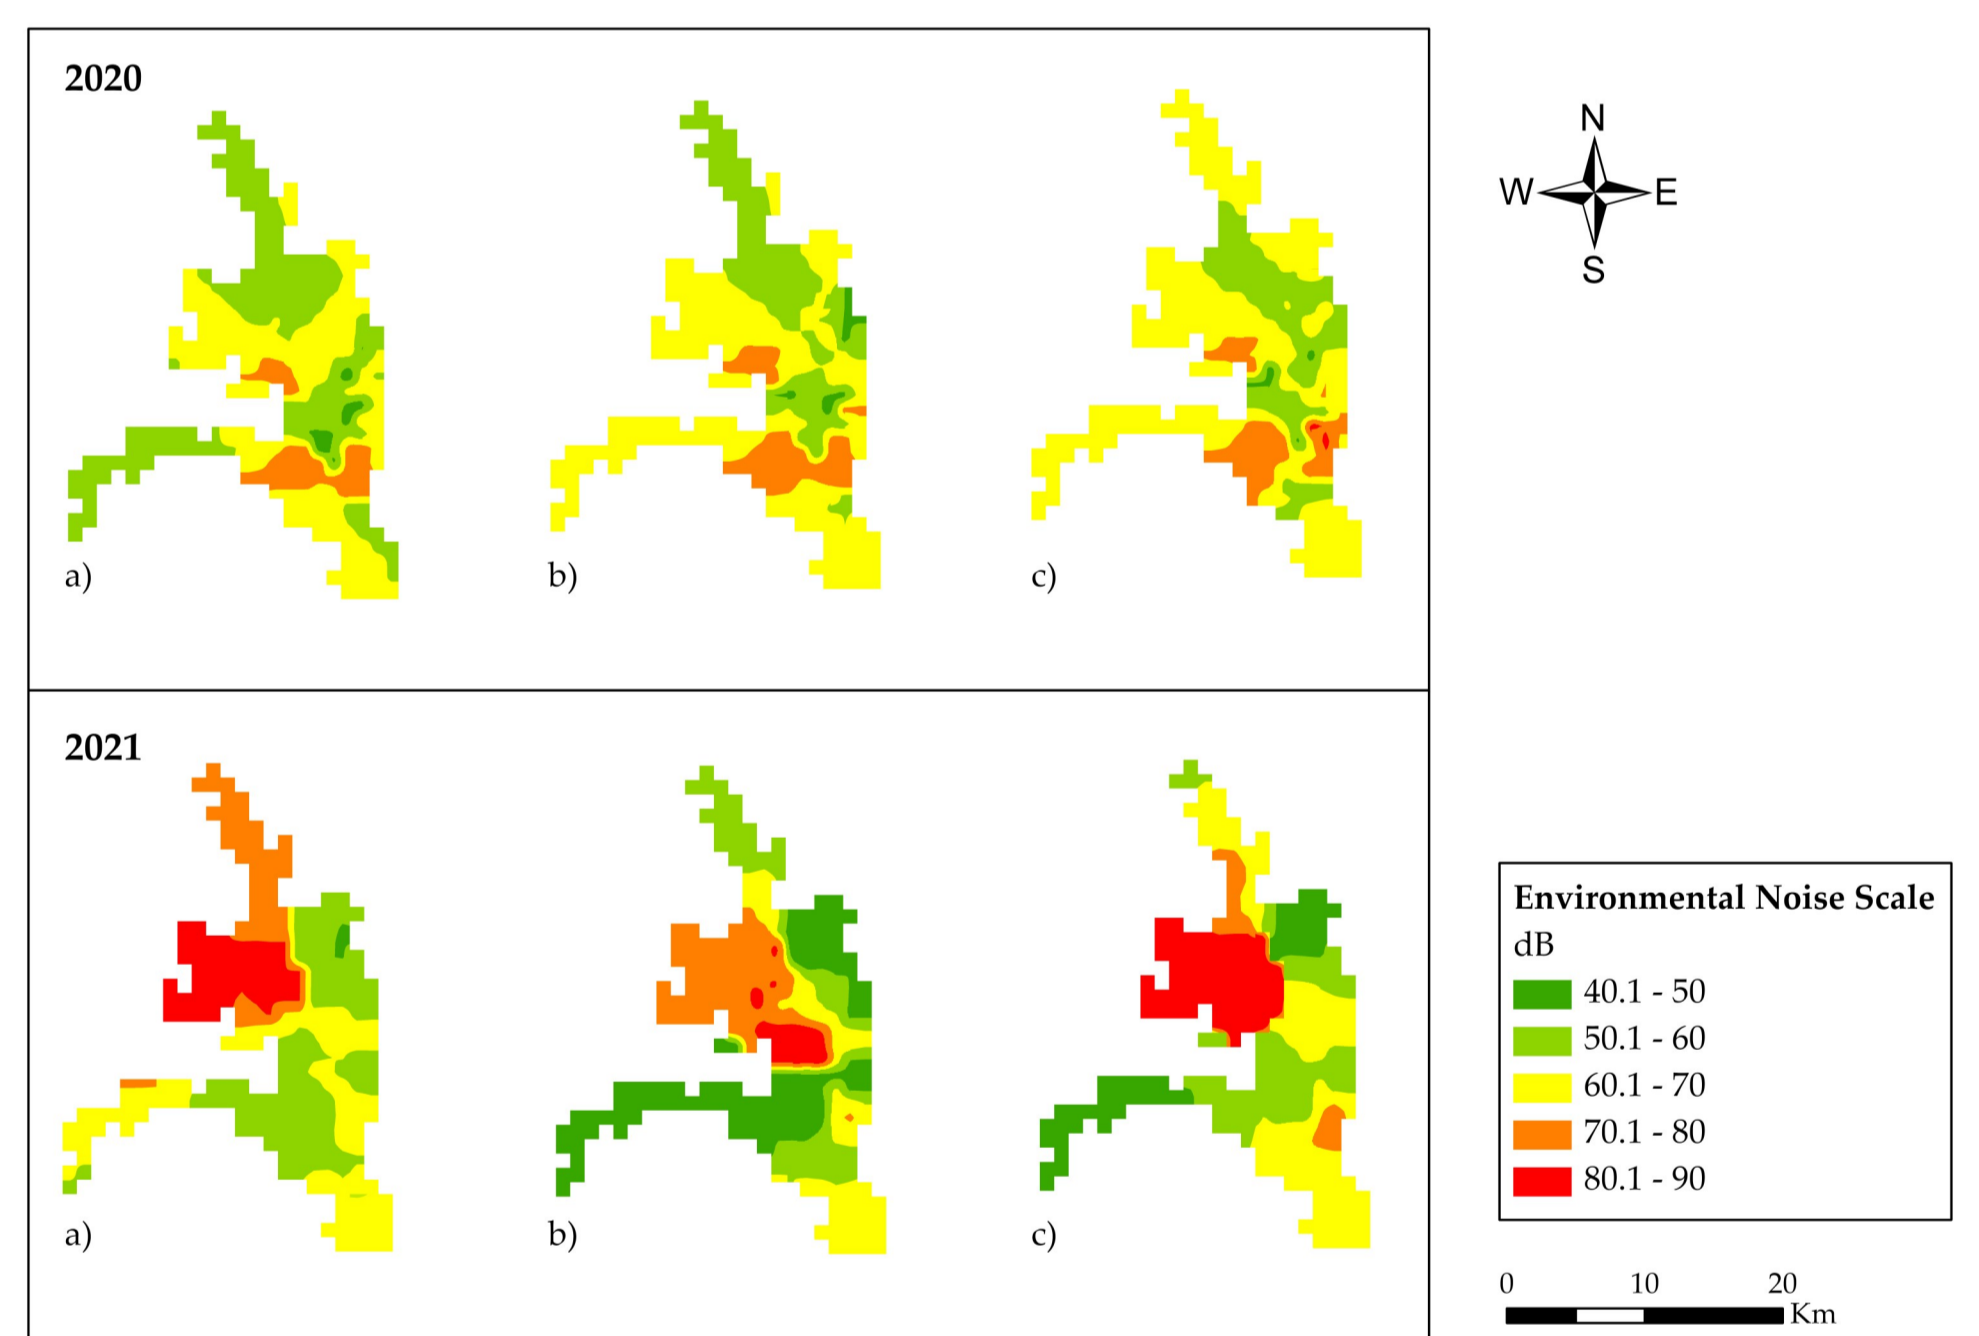 2020
a)
b)
c)
N
W
E
S
2021
a)
b)
c)
Environmental Noise Scale
dB
40.1 - 50
50.1 - 60
60.1 - 70
70.1 - 80
80.1 - 90
0 10 20
Km